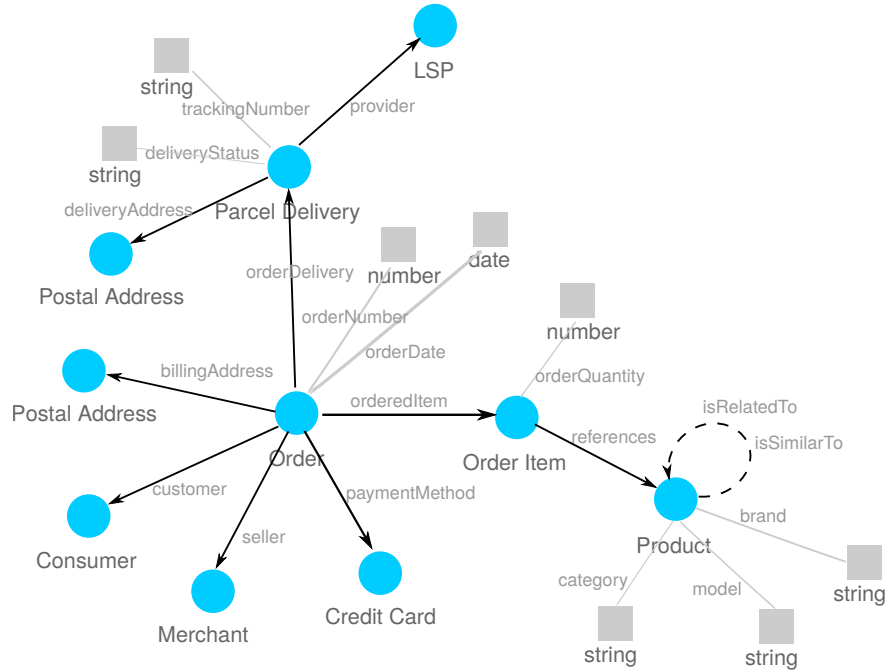 LSP
string
trackingNumber
provider
string
deliveryStatus
deliveryAddress
Parcel Delivery
Postal Address
orderDelivery
number
date
orderNumber
number
orderDate
billingAddress
orderQuantity
Postal Address
orderedItem
isRelatedTo
references
isSimilarTo
Order
Order Item
customer
paymentMethod
brand
seller
Product
Consumer
category
model
string
Credit Card
Merchant
string
string